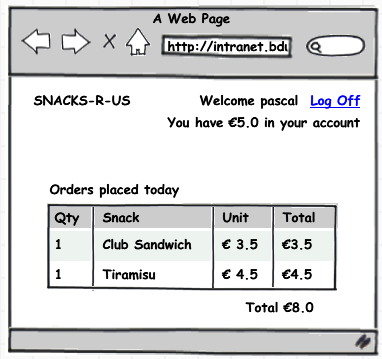 A Web Page
http://intranet.bdu
SNACKS-R-US Welcome pascal Log Off
You have €5.0 in your account
Orders placed today
Qty Snack Unit Total
1 Club Sandwich € 3.5 €3.5
1 Tiramisu € 4.5 €4.5
Total €8.0